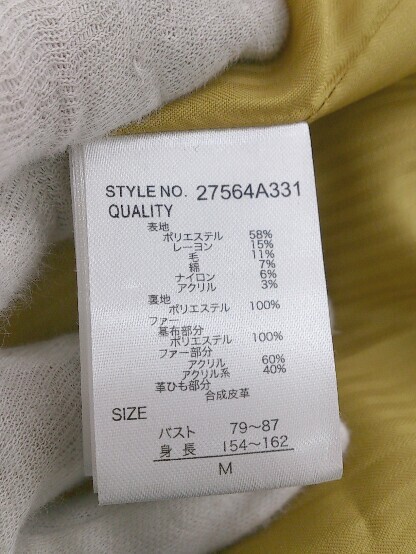 STYLE NO. 27564A331
QUALITY
表地
ポリエステル 58%
レーヨン 15%
毛 11%
綿 7%
ナイロン 6%
アクリル 3%
裏地
ポリエステル 100%
ファー
基布部分
ポリエステル 100%
ファー部分
アクリル 60%
アクリル系 40%
革ひも部分
合成皮革
SIZE
バスト 79～87
身長 154～162
M